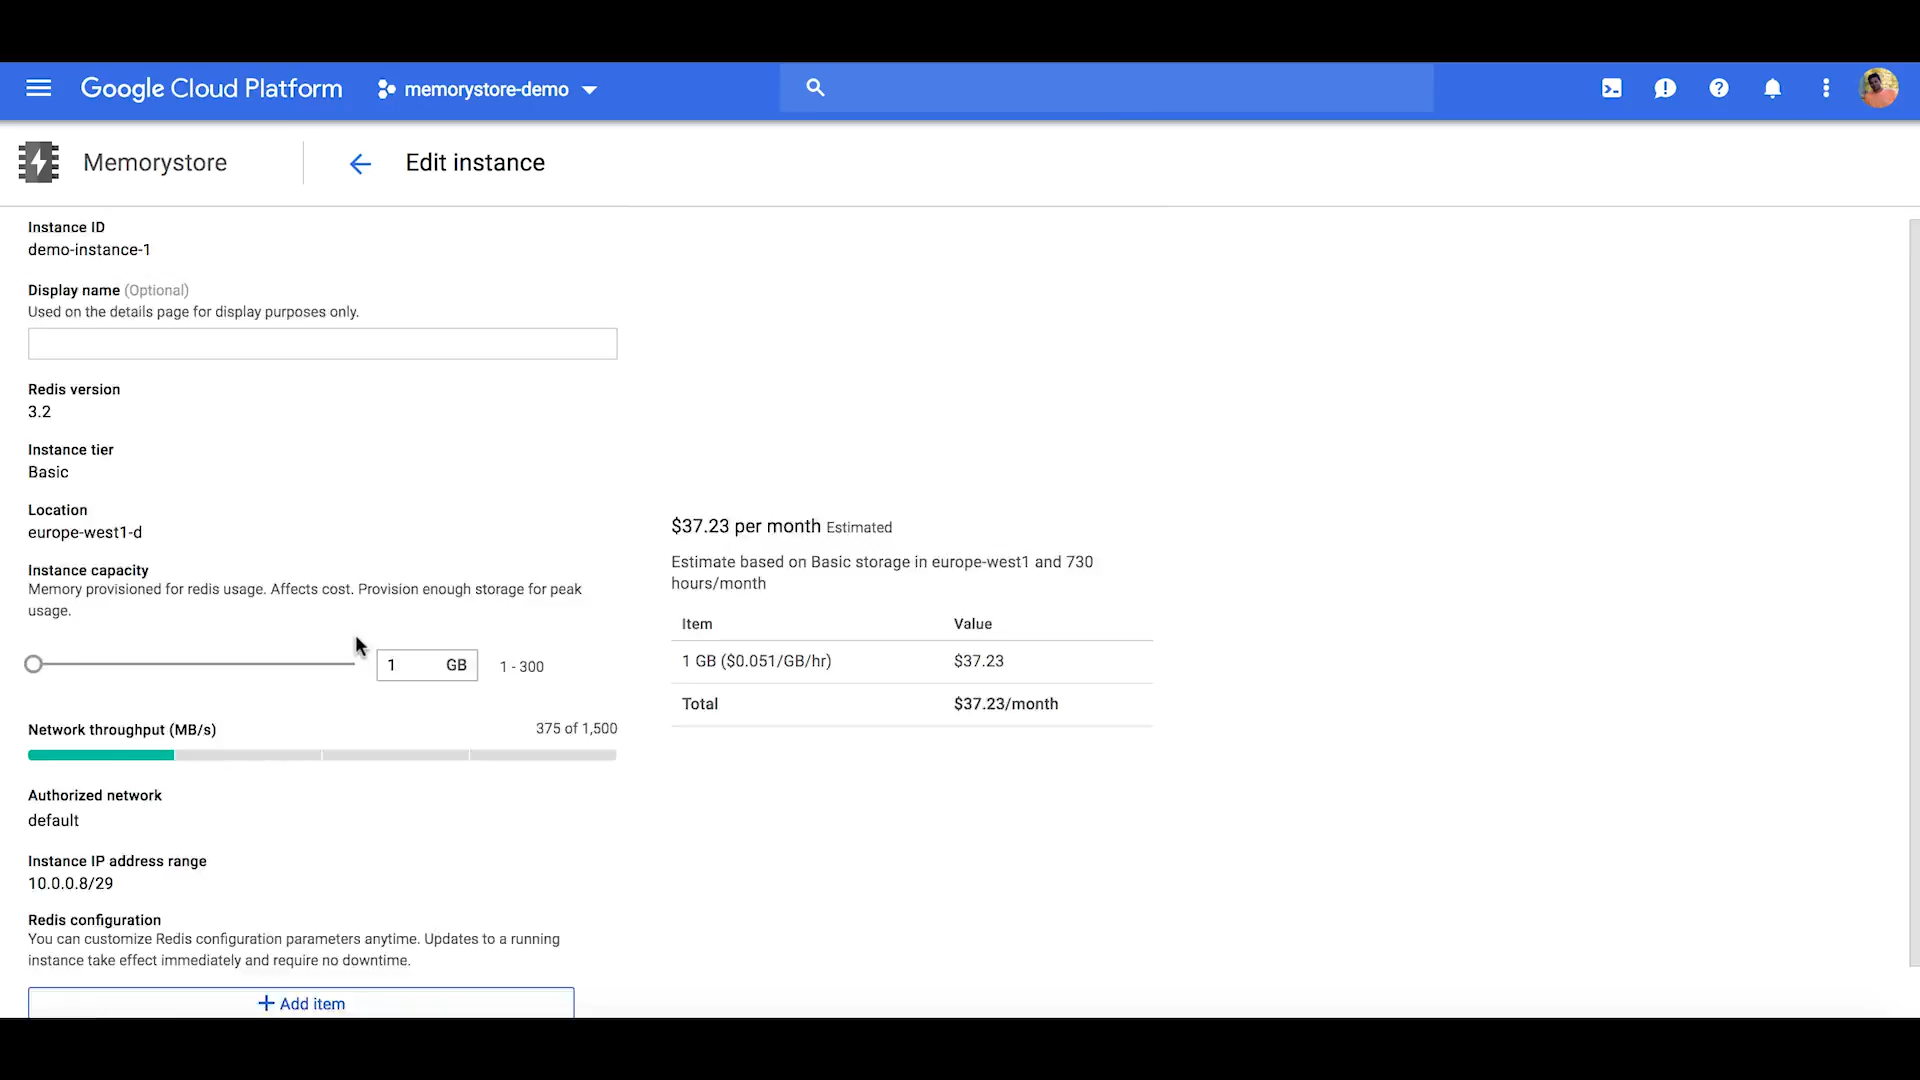 Google Cloud Platform
memorystore-demo
Memorystore
Edit instance
Instance ID
demo-instance-1
Display name (Optional)
Used on the details page for display purposes only.
Redis version
3.2
Instance tier
Basic
Location
europe-west1-d
Instance capacity
Memory provisioned for redis usage. Affects cost. Provision enough storage for peak
usage.
1 GB 1 - 300
Network throughput (MB/s) 375 of 1,500
Authorized network
default
Instance IP address range
10.0.0.8/29
Redis configuration
You can customize Redis configuration parameters anytime. Updates to a running
instance take effect immediately and require no downtime.
+ Add item
$37.23 per month Estimated
Estimate based on Basic storage in europe-west1 and 730
hours/month
Item Value
1 GB ($0.051/GB/hr) $37.23
Total $37.23/month